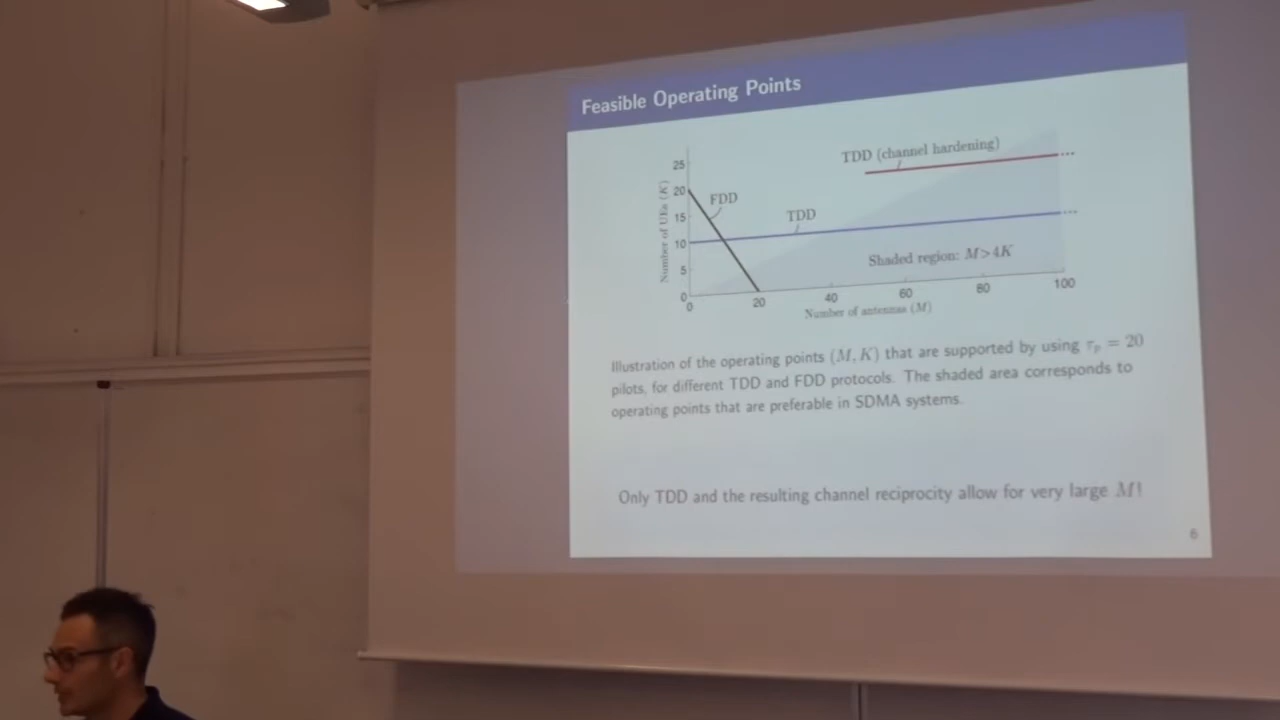 Feasible Operating Points
TDD (channel hardening)
25
20
15
10
5
0
Number of UEs (K)
FDD
TDD
Shaded region: M>4K
0
20
40
60
80
100
Number of antennas (M)
Illustration of the operating points (M, K) that are supported by using τp = 20
pilots, for different TDD and FDD protocols. The shaded area corresponds to
operating points that are preferable in SDMA systems.
Only TDD and the resulting channel reciprocity allow for very large M!
6